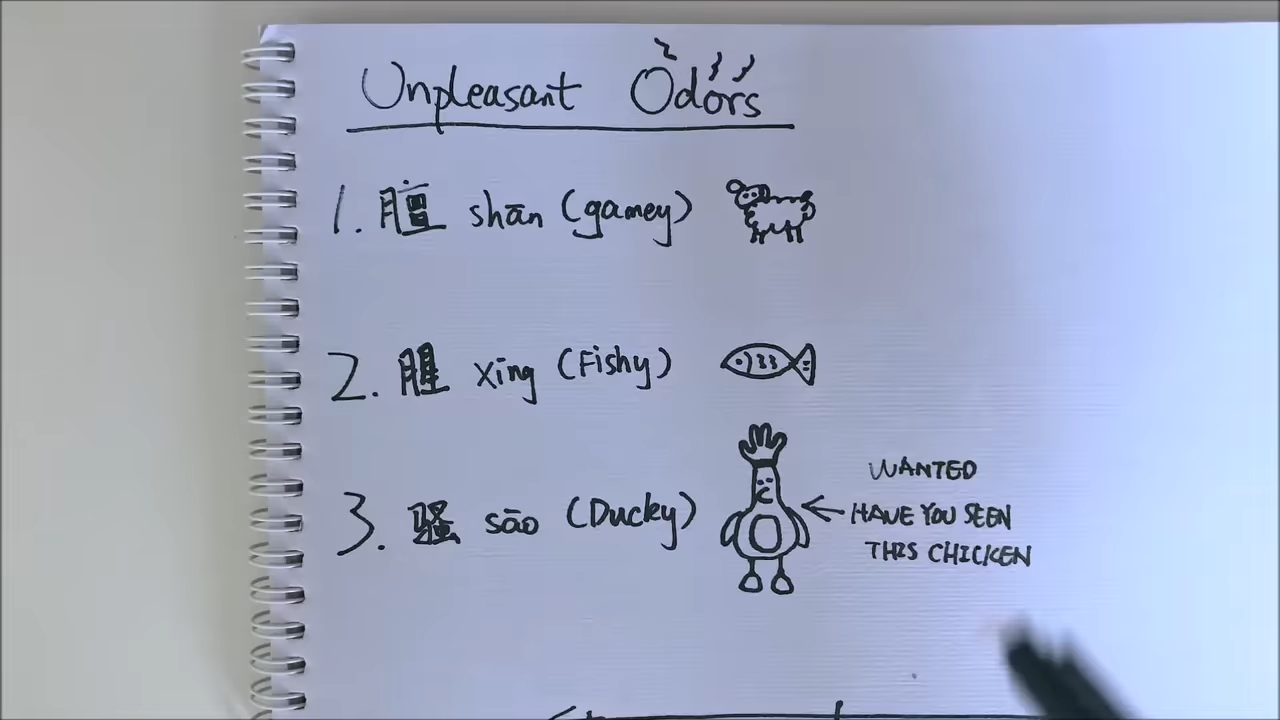 Unpleasant Odors
1. 膻 shān (gamey)
2. 腥 xīng (Fishy)
3. 骚 sāo (Ducky)
WANTED
HAVE YOU SEEN
THIS CHICKEN